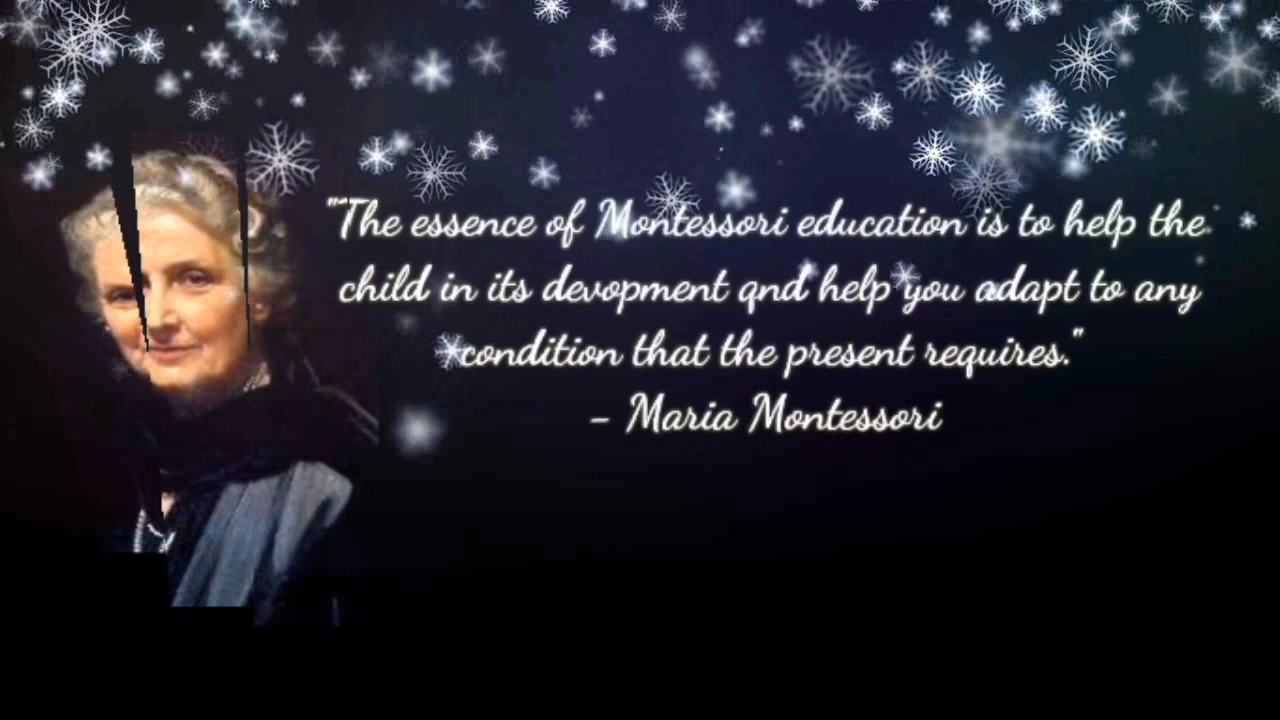 "The essence of Montessori education is to help the
child in its devopment qnd help you adapt to any
condition that the present requires."
- Maria Montessori